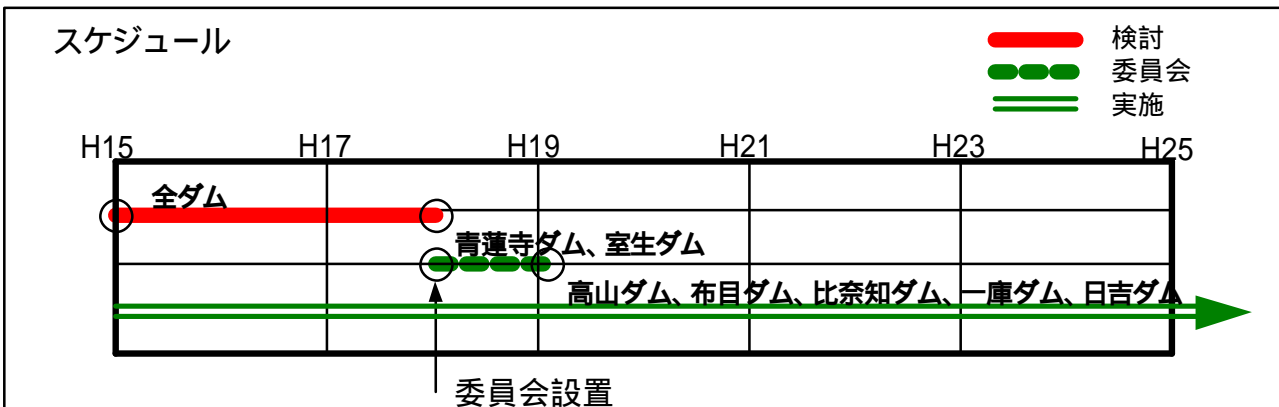 スケジュール
検討
委員会
実施
H15 H17 H19 H21 H23 H25
全ダム
青蓮寺ダム、室生ダム
高山ダム、布目ダム、比奈知ダム、一庫ダム、日吉ダム
委員会設置